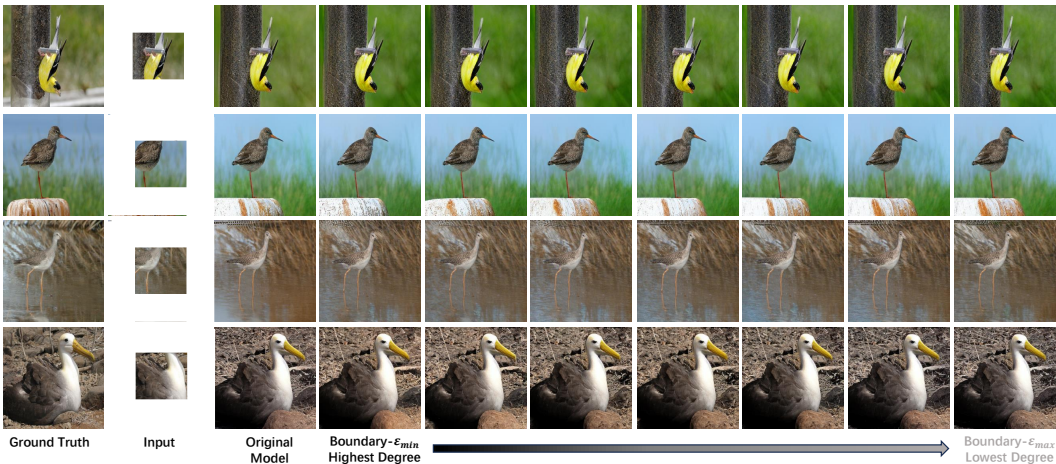 Ground Truth
Input
Original
Model
Boundary-ε_min
Highest Degree
Boundary-ε_max
Lowest Degree